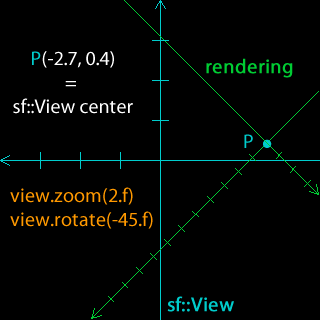 P(-2.7, 0.4)
=
sf::View center
rendering
P
view.zoom(2.f)
view.rotate(-45.f)
sf::View